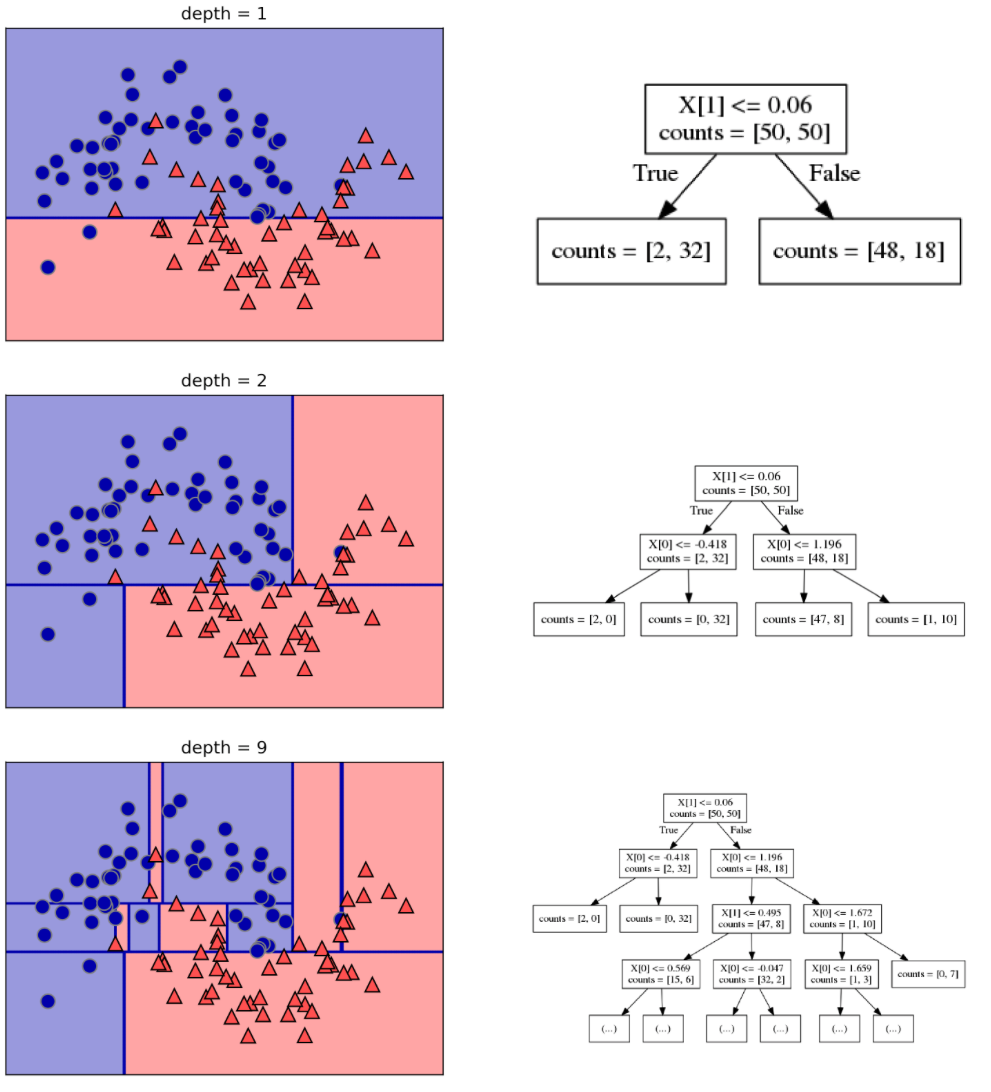 depth = 1
X[1] <= 0.06
counts = [50, 50]
True
False
counts = [2, 32]
counts = [48, 18]
depth = 2
X[1] <= 0.06
counts = [50, 50]
True
False
X[0] <= -0.418
counts = [2, 32]
X[0] <= 1.196
counts = [48, 18]
counts = [2, 0]
counts = [0, 32]
counts = [47, 8]
counts = [1, 10]
depth = 9
X[1] <= 0.06
counts = [50, 50]
True
False
X[0] <= -0.418
counts = [2, 32]
X[0] <= 1.196
counts = [48, 18]
counts = [2, 0]
counts = [0, 32]
X[1] <= 0.495
counts = [47, 8]
X[0] <= 1.672
counts = [1, 10]
X[0] <= 0.569
counts = [15, 6]
X[0] <= -0.047
counts = [32, 2]
X[0] <= 1.659
counts = [1, 3]
counts = [0, 7]
(...)
(...)
(...)
(...)
(...)
(...)